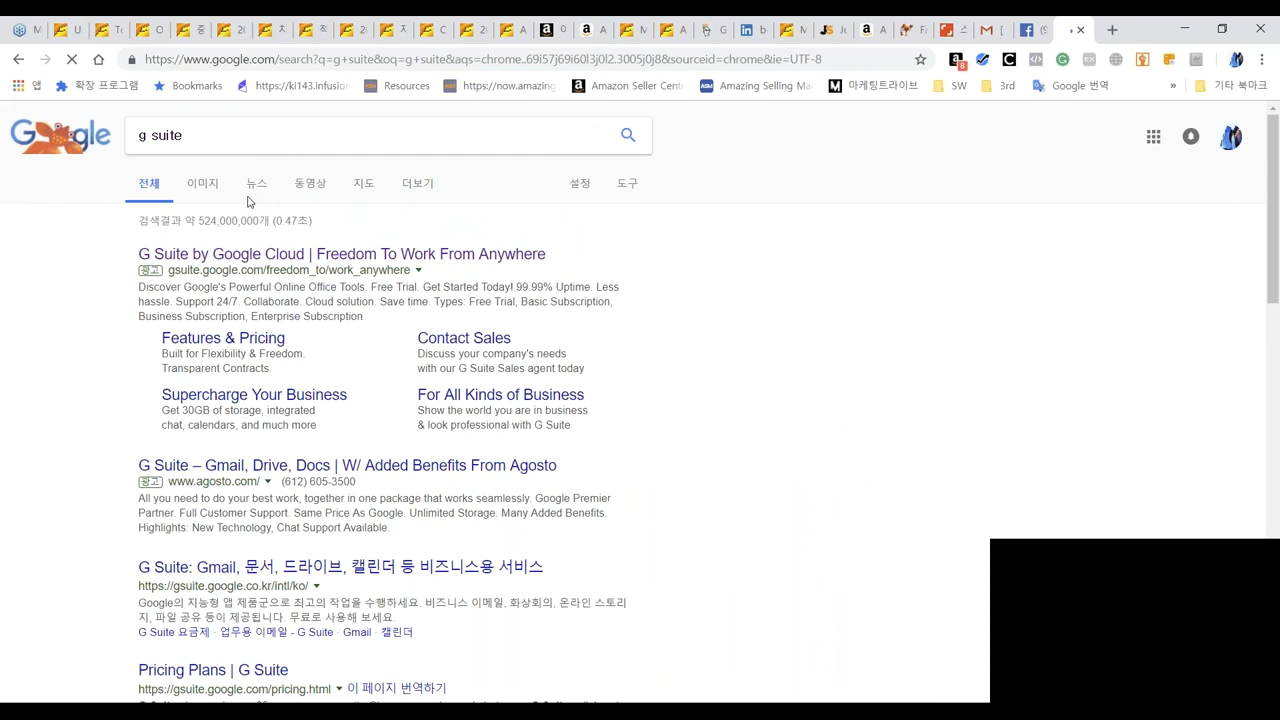 https://www.google.com/search?q=g+suite&oq=g+suite&aqs=chrome..69i57j69i60l3j0l2.3005j0j8&sourceid=chrome&ie=UTF-8
앱 확장 프로그램 Bookmarks https://ki143.infusion Resources https://now.amazing Amazon Seller Cent Amazing Selling Ma 마케팅트라이브 SW 3rd Google 번역 » 기타 북마크
Google
g suite
전체 이미지 뉴스 동영상 지도 더보기 설정 도구
검색결과 약 524,000,000개 (0.47초)
G Suite by Google Cloud | Freedom To Work From Anywhere
광고 gsuite.google.com/freedom_to/work_anywhere
Discover Google's Powerful Online Office Tools. Free Trial. Get Started Today! 99.99% Uptime. Less
hassle. Support 24/7. Collaborate. Cloud solution. Save time. Types: Free Trial, Basic Subscription,
Business Subscription, Enterprise Subscription
Features & Pricing
Built for Flexibility & Freedom.
Transparent Contracts.
Contact Sales
Discuss your company's needs
with our G Suite Sales agent today
Supercharge Your Business
Get 30GB of storage, integrated
chat, calendars, and much more
For All Kinds of Business
Show the world you are in business
& look professional with G Suite
G Suite – Gmail, Drive, Docs | W/ Added Benefits From Agosto
광고 www.agosto.com/ (612) 605-3500
All you need to do your best work, together in one package that works seamlessly. Google Premier
Partner. Full Customer Support. Same Price As Google. Unlimited Storage. Many Added Benefits.
Highlights: New Technology, Chat Support Available.
G Suite: Gmail, 문서, 드라이브, 캘린더 등 비즈니스용 서비스
https://gsuite.google.co.kr/intl/ko/
Google의 지능형 앱 제품군으로 최고의 작업을 수행하세요. 비즈니스 이메일, 화상회의, 온라인 스토리
지, 파일 공유 등이 제공됩니다. 무료로 사용해 보세요.
G Suite 요금제 · 업무용 이메일 - G Suite · Gmail · 캘린더
Pricing Plans | G Suite
https://gsuite.google.com/pricing.html 이 페이지 번역하기